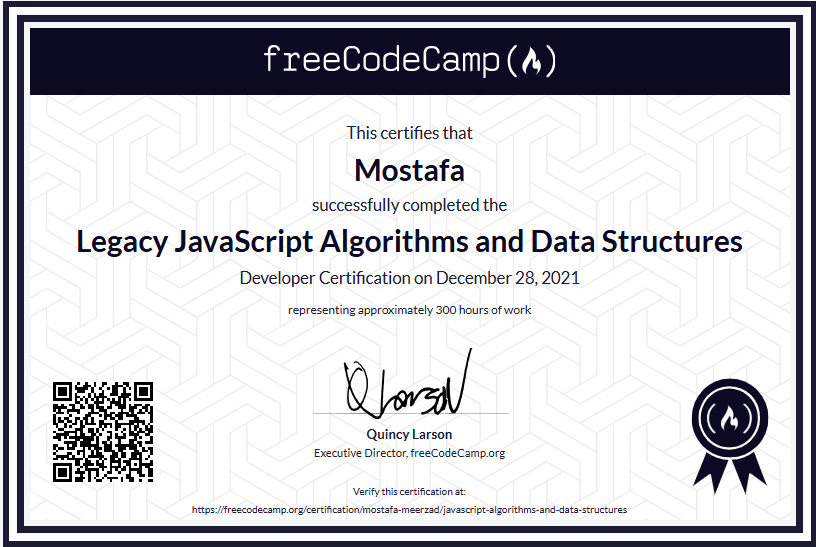 freeCodeCamp
This certifies that
Mostafa
successfully completed the
Legacy JavaScript Algorithms and Data Structures
Developer Certification on December 28, 2021
representing approximately 300 hours of work
QLarson
Quincy Larson
Executive Director, freeCodeCamp.org
Verify this certification at:
https://freecodecamp.org/certification/mostafa-meerzad/javascript-algorithms-and-data-structures